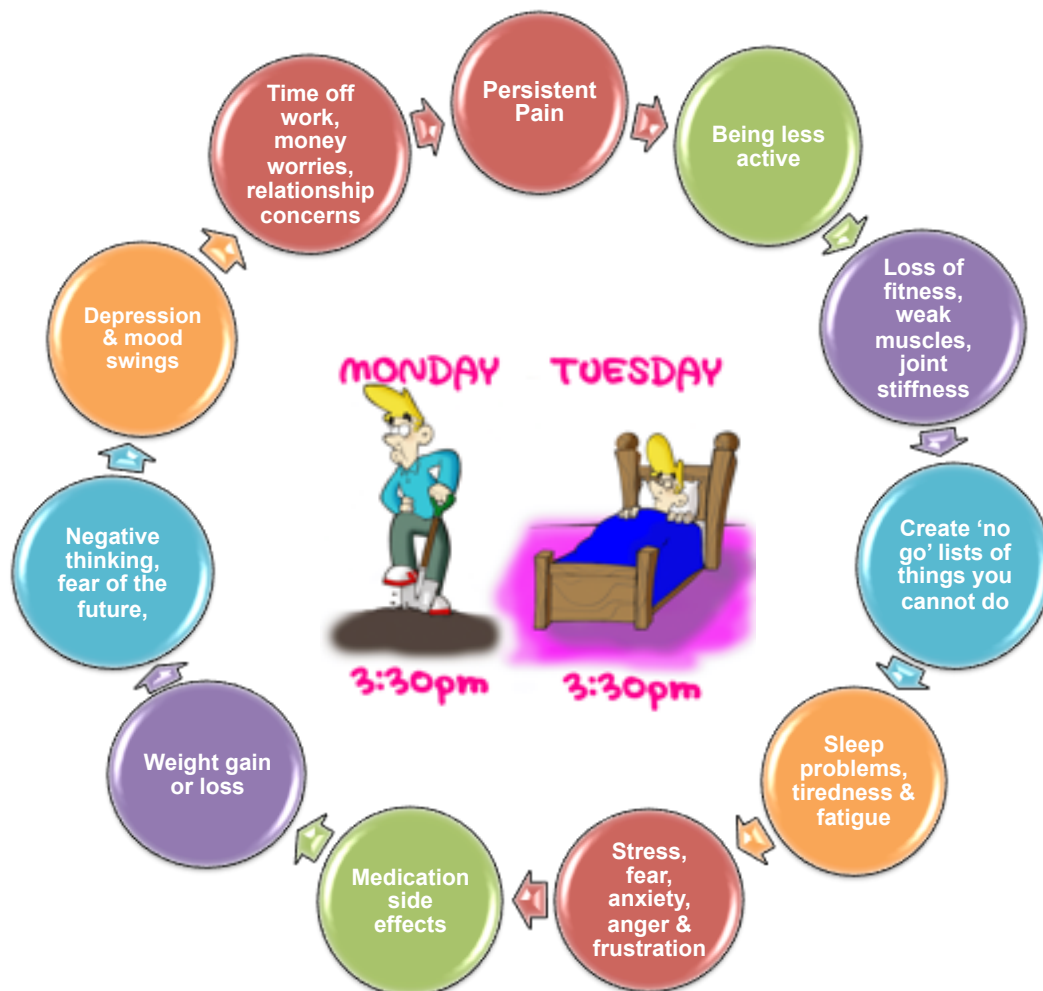 Persistent
Pain
Being less
active
Loss of
fitness,
weak
muscles,
joint
stiffness
Create ‘no
go’ lists of
things you
cannot do
Sleep
problems,
tiredness &
fatigue
Stress,
fear,
anxiety,
anger &
frustration
Medication
side
effects
Weight gain
or loss
Negative
thinking,
fear of the
future,
Depression
& mood
swings
Time off
work,
money
worries,
relationship
concerns
MONDAY TUESDAY
3:30pm 3:30pm